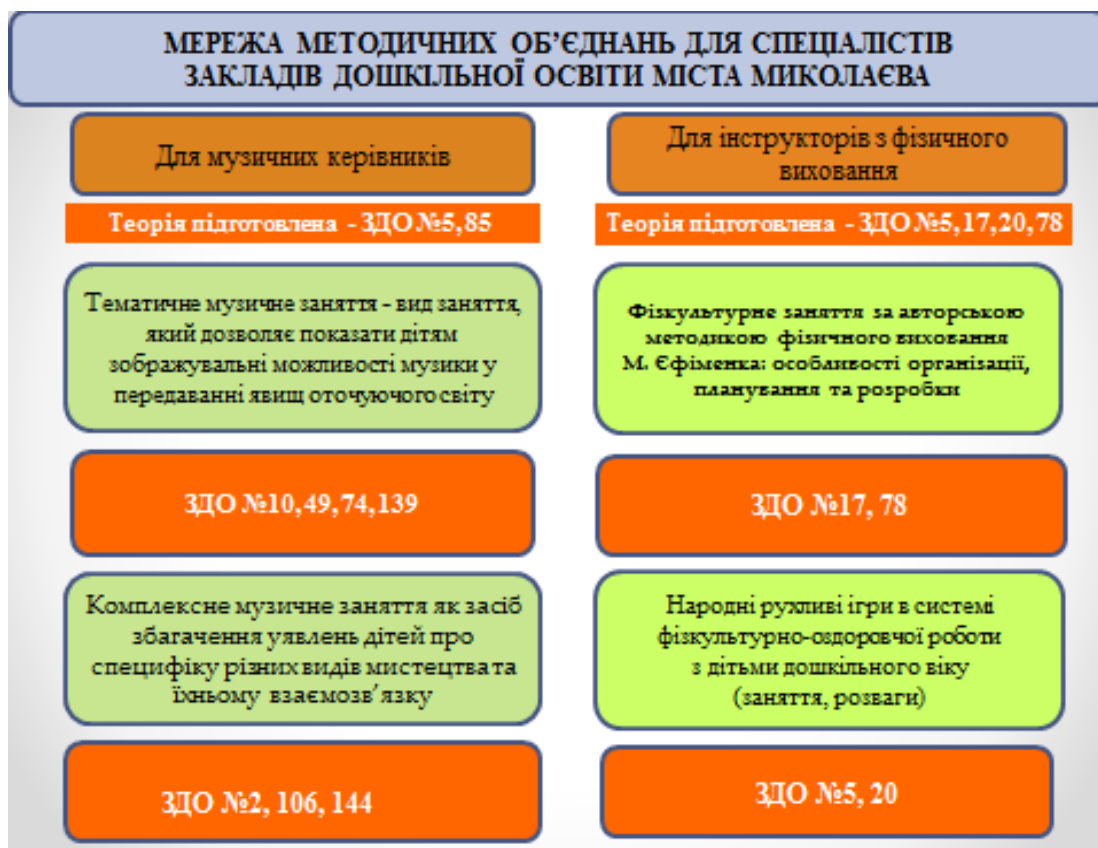 МЕРЕЖА МЕТОДИЧНИХ ОБ’ЄДНАНЬ ДЛЯ СПЕЦІАЛІСТІВ
ЗАКЛАДІВ ДОШКІЛЬНОЇ ОСВІТИ МІСТА МИКОЛАЄВА
Для музичних керівників
Теорія підготовлена - ЗДО №5,85
Тематичне музичне заняття - вид заняття,
який дозволяє показати дітям
зображувальні можливості музики у
передаванні явищ оточуючого світу
ЗДО №10,49,74,139
Комплексне музичне заняття як засіб
збагачення уявлень дітей про
специфіку різних видів мистецтва та
їхньому взаємозв’язку
ЗДО №2, 106, 144
Для інструкторів з фізичного
виховання
Теорія підготовлена - ЗДО №5,17,20,78
Фізкультурне заняття за авторською
методикою фізичного виховання
М. Єфіменка: особливості організації,
планування та розробки
ЗДО №17, 78
Народні рухливі ігри в системі
фізкультурно-оздоровчої роботи
з дітьми дошкільного віку
(заняття, розваги)
ЗДО №5, 20